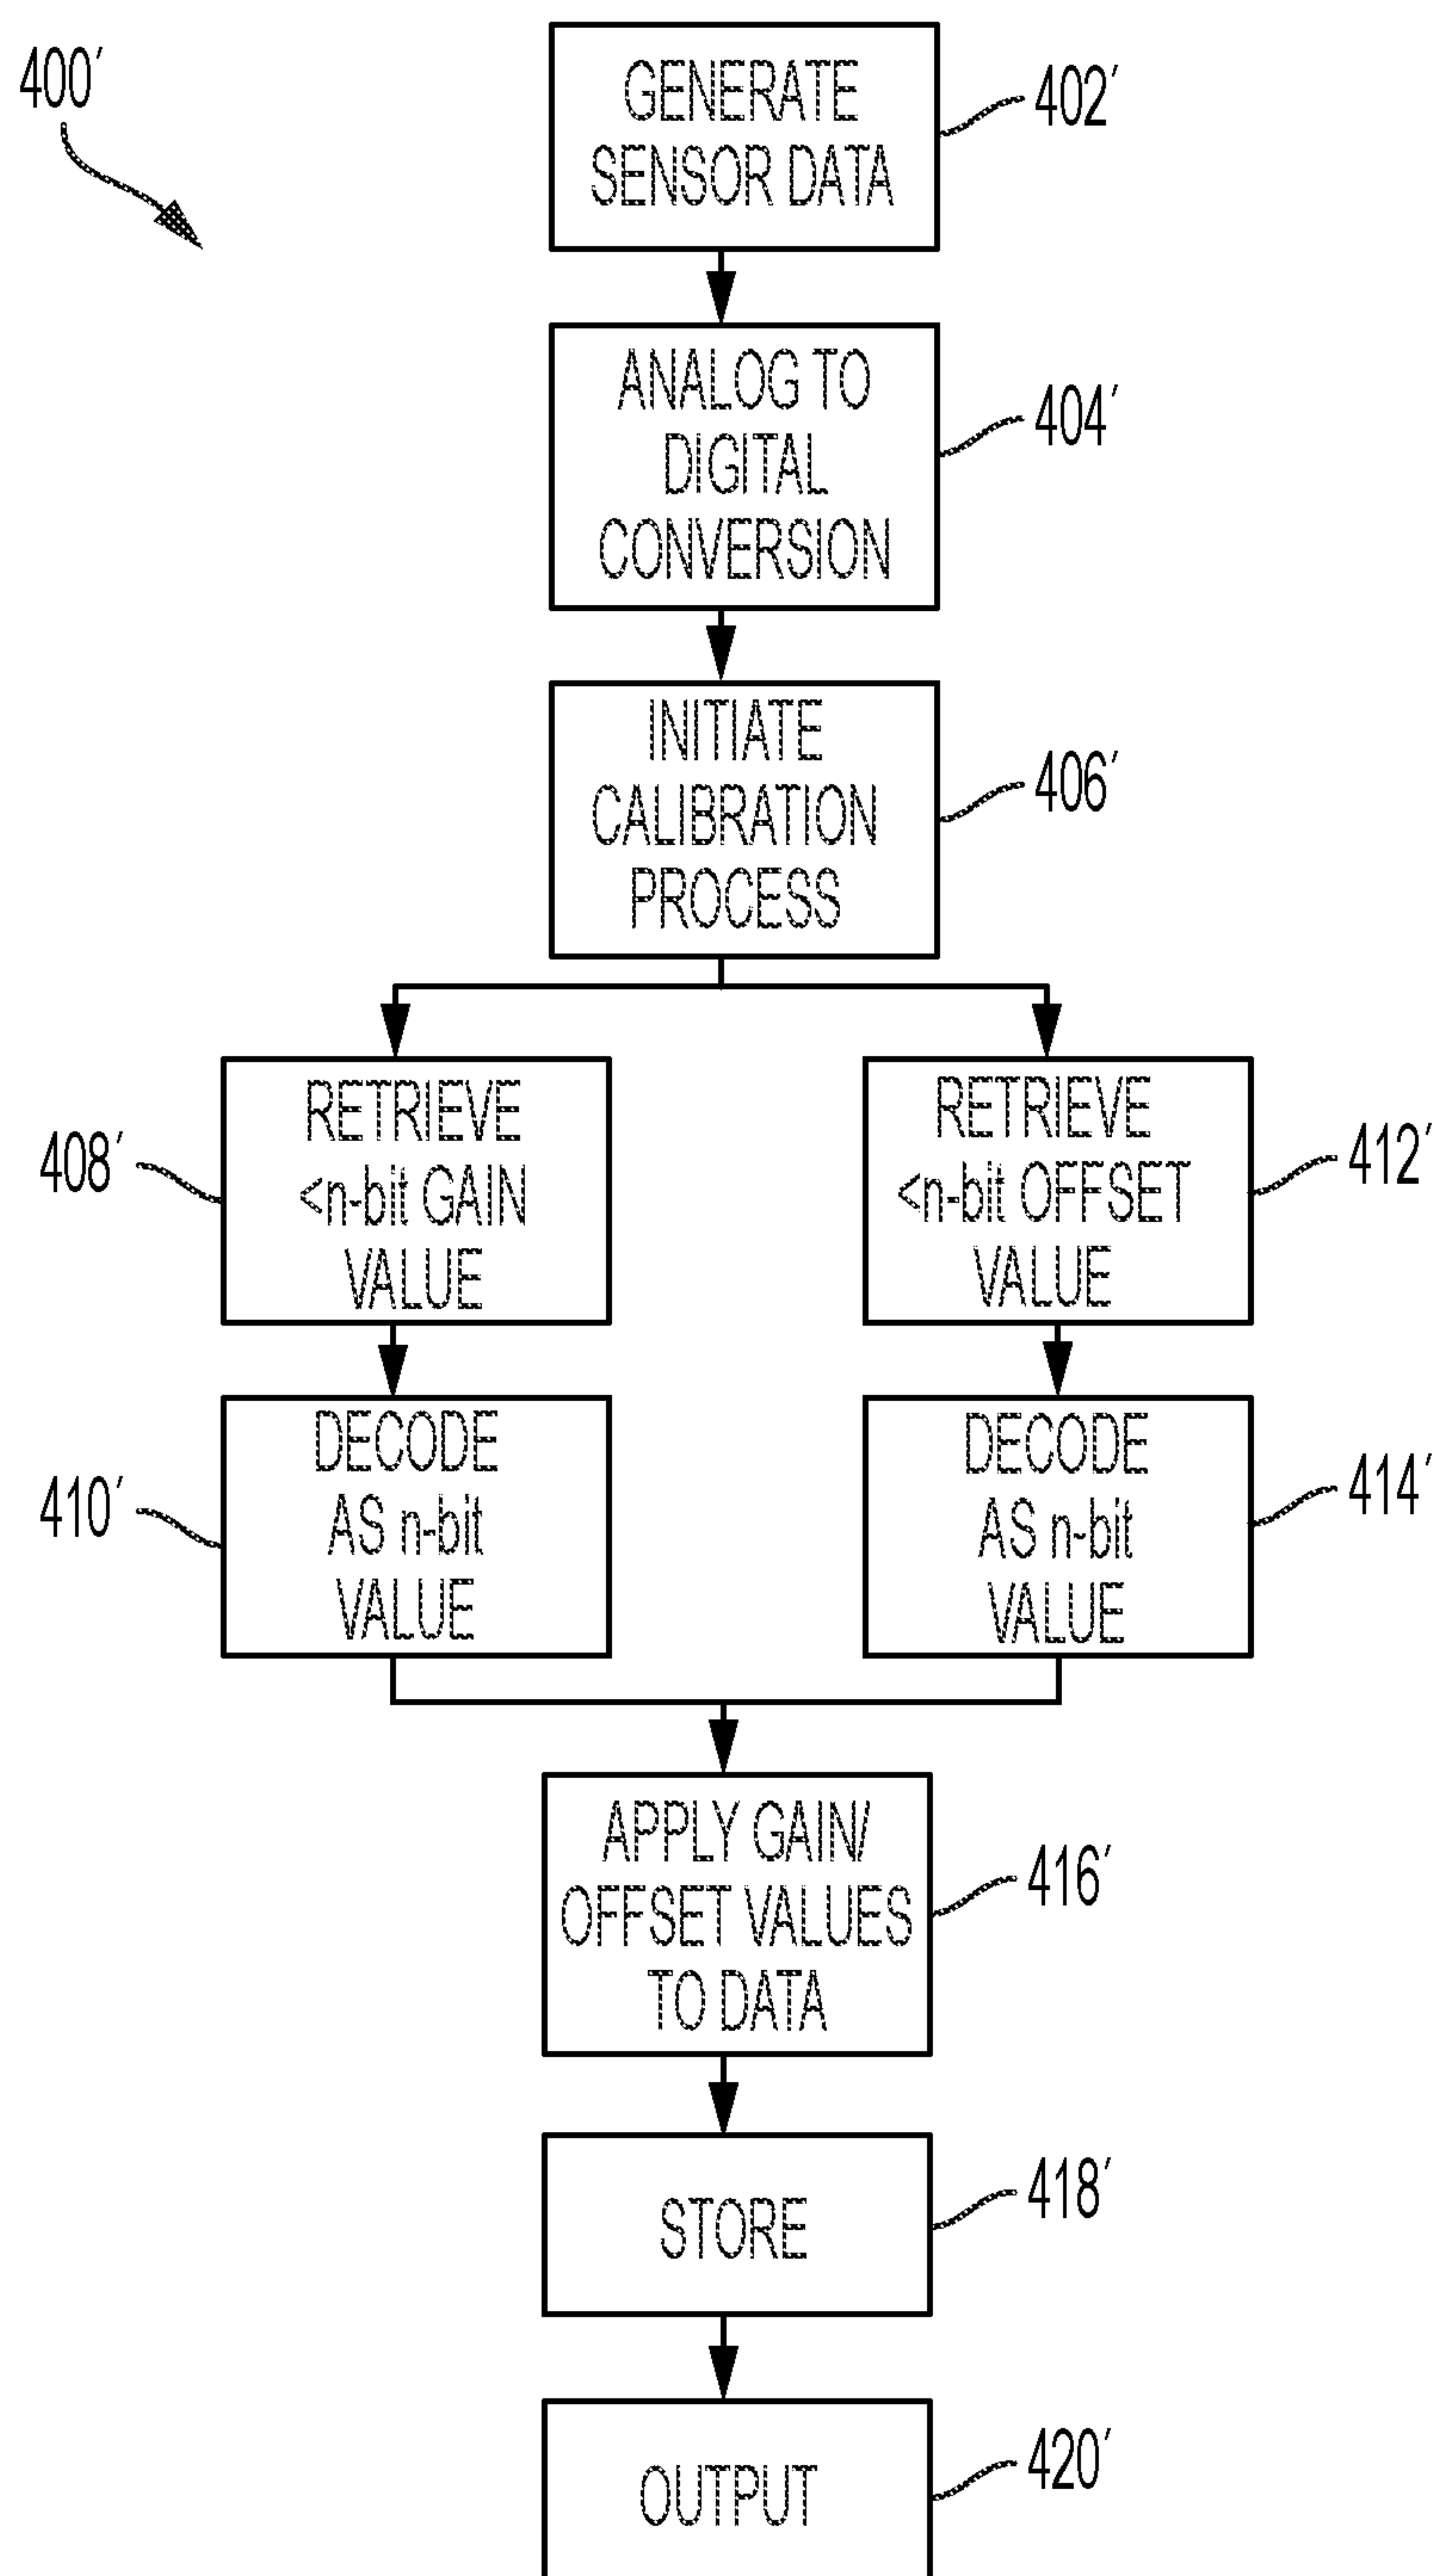 400′
GENERATE
SENSOR DATA
402′
ANALOG TO
DIGITAL
CONVERSION
404′
INITIATE
CALIBRATION
PROCESS
406′
RETRIEVE
<n-bit GAIN
VALUE
408′
RETRIEVE
<n-bit OFFSET
VALUE
412′
DECODE
AS n-bit
VALUE
410′
DECODE
AS n-bit
VALUE
414′
APPLY GAIN/
OFFSET VALUES
TO DATA
416′
STORE
418′
OUTPUT
420′